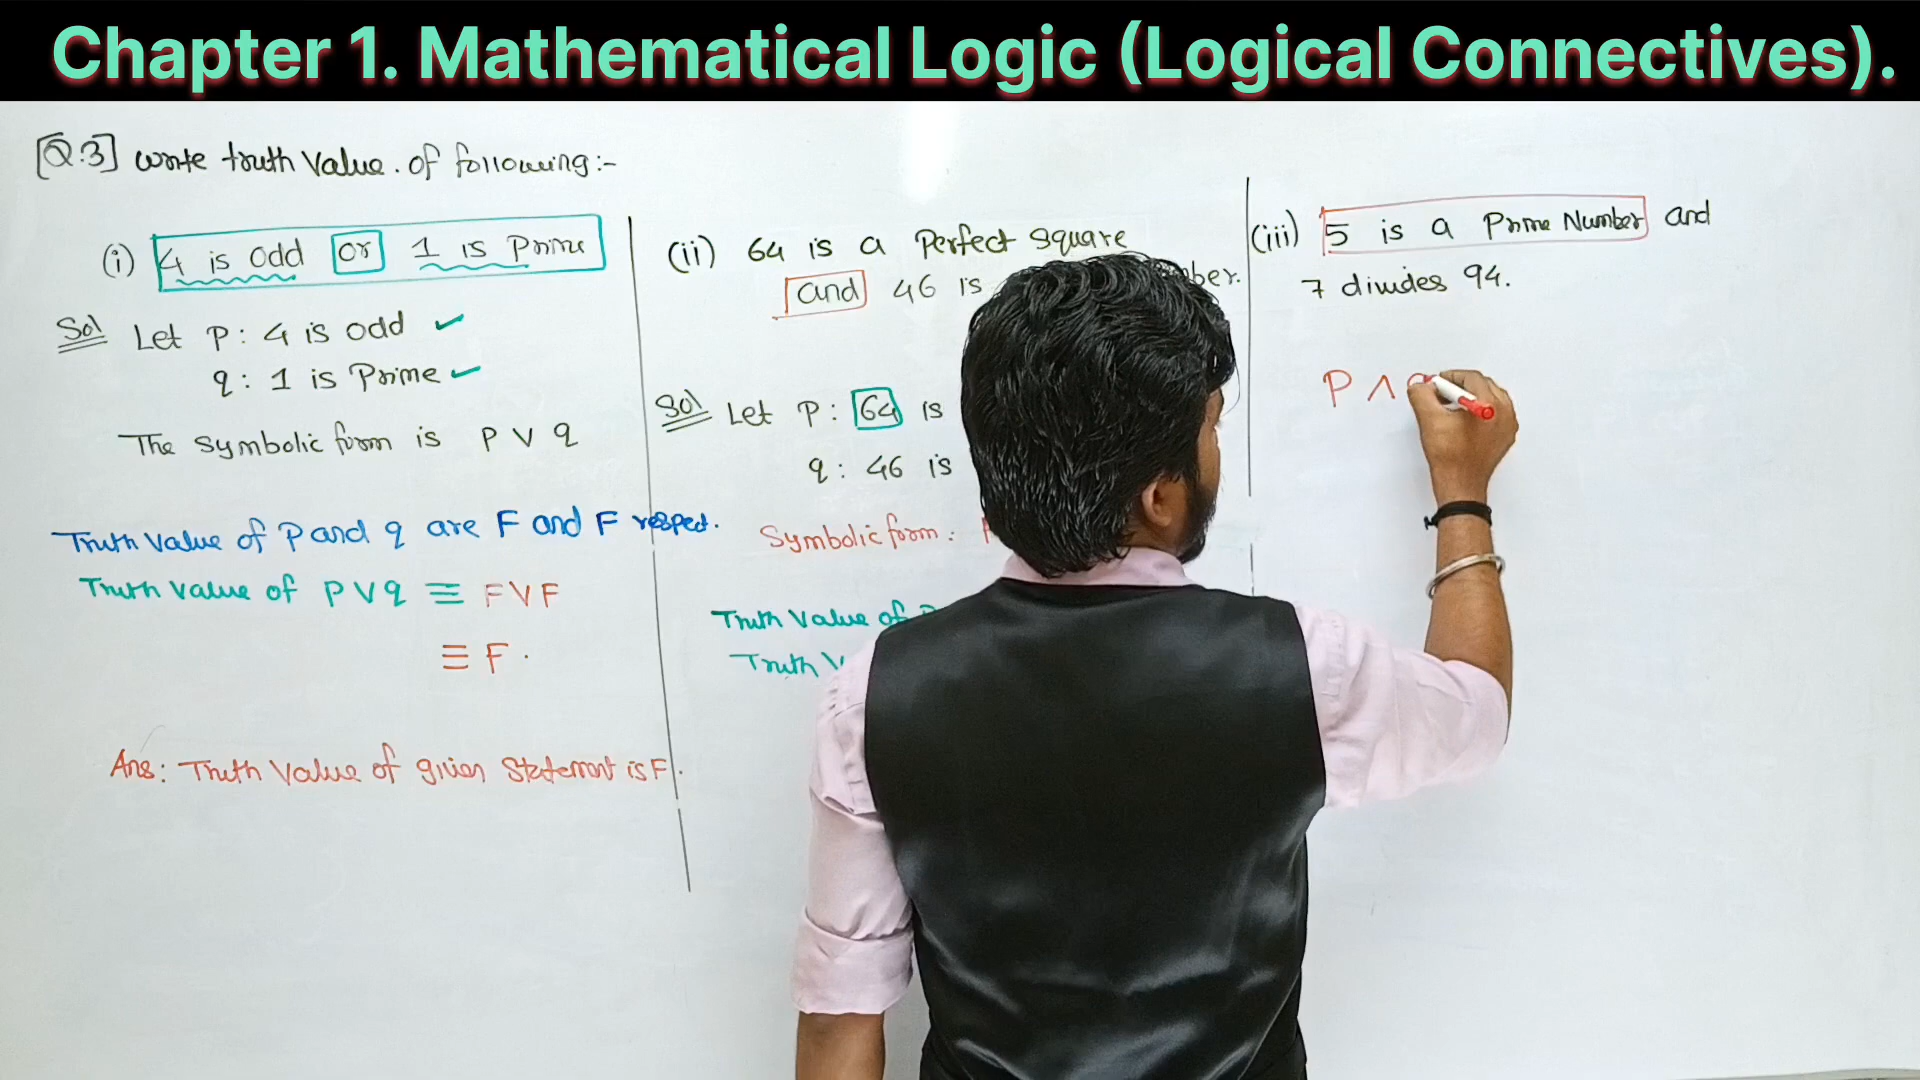 Chapter 1. Mathematical Logic (Logical Connectives).
[Q.3] write truth value. of following:-
(i) 4 is odd or 1 is prime
Sol Let p: 4 is odd ✓
q: 1 is Prime ✓
The symbolic form is p ∨ q
Truth value of p and q are F and F respect.
Truth value of p ∨ q ≡ F ∨ F
≡ F.
Ans: Truth value of given statement is F.
(ii) 64 is a perfect square
and 46 is
Sol Let p: 64 is
q: 46 is
Symbolic form:
Truth value of
Truth
(iii) 5 is a Prime Number and
7 divides 94.
P ∧